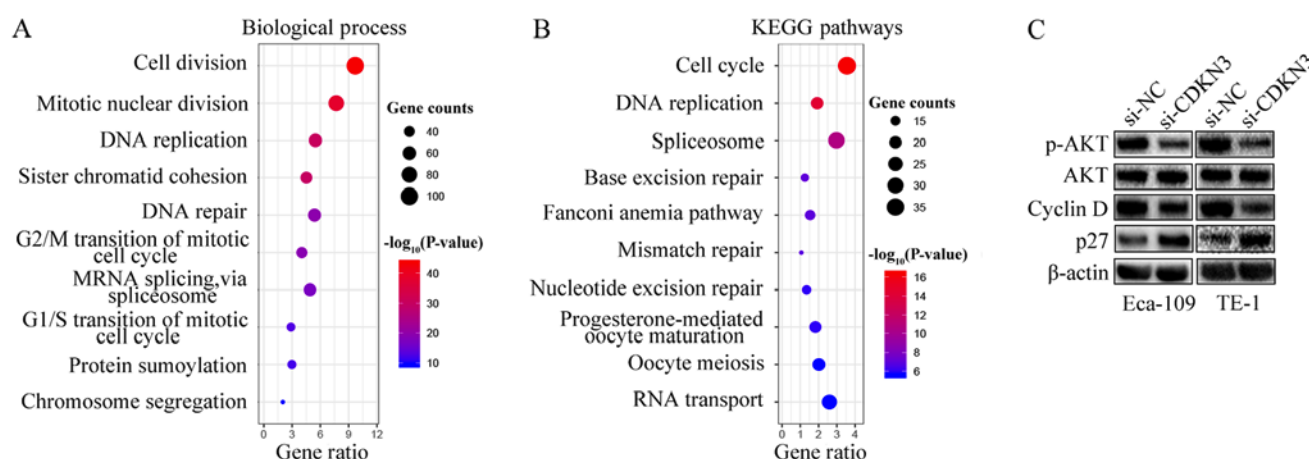 A
Biological process
Cell division
Mitotic nuclear division
DNA replication
Sister chromatid cohesion
DNA repair
G2/M transition of mitotic
cell cycle
MRNA splicing,via
spliceosome
G1/S transition of mitotic
cell cycle
Protein sumoylation
Chromosome segregation
0 3 6 9 12
Gene ratio
Gene counts
40
60
80
100
-log10(P-value)
40
30
20
10
B
KEGG pathways
Cell cycle
DNA replication
Spliceosome
Base excision repair
Fanconi anemia pathway
Mismatch repair
Nucleotide excision repair
Progesterone-mediated
oocyte maturation
Oocyte meiosis
RNA transport
0 1 2 3 4
Gene ratio
Gene counts
15
20
25
30
35
-log10(P-value)
16
14
12
10
8
6
C
si-NC si-CDKN3 si-NC si-CDKN3
p-AKT
AKT
Cyclin D
p27
β-actin
Eca-109 TE-1